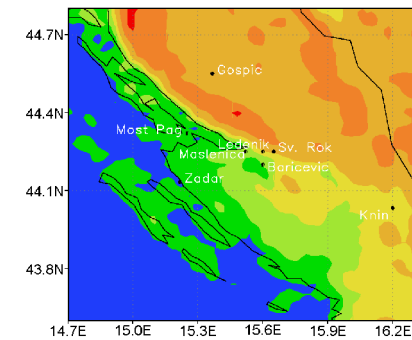 44.7N
Gospic
44.4N
Most Pag
Ledenik Sv. Rok
Maslenica
Baricevic
44.1N
Zadar
Knin
43.8N
14.7E 15.0E 15.3E 15.6E 15.9E 16.2E